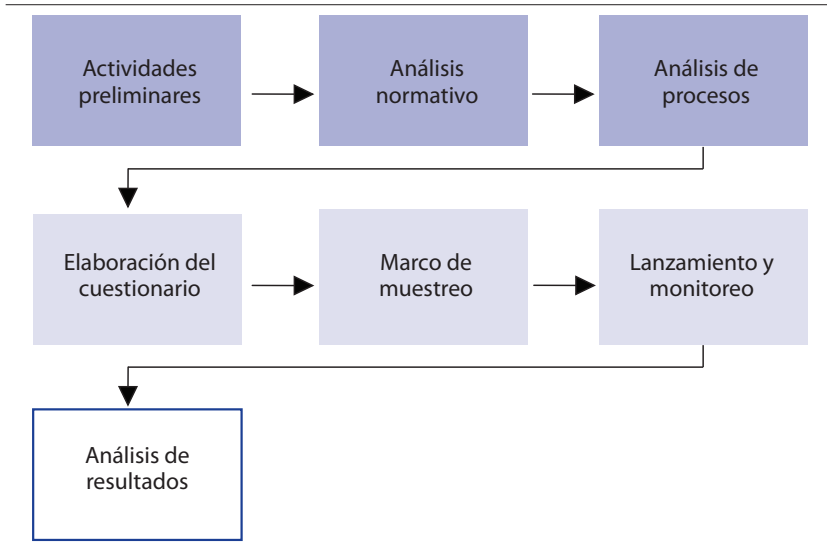 Actividades
preliminares
Análisis
normativo
Análisis de
procesos
Elaboración del
cuestionario
Marco de
muestreo
Lanzamiento y
monitoreo
Análisis de
resultados